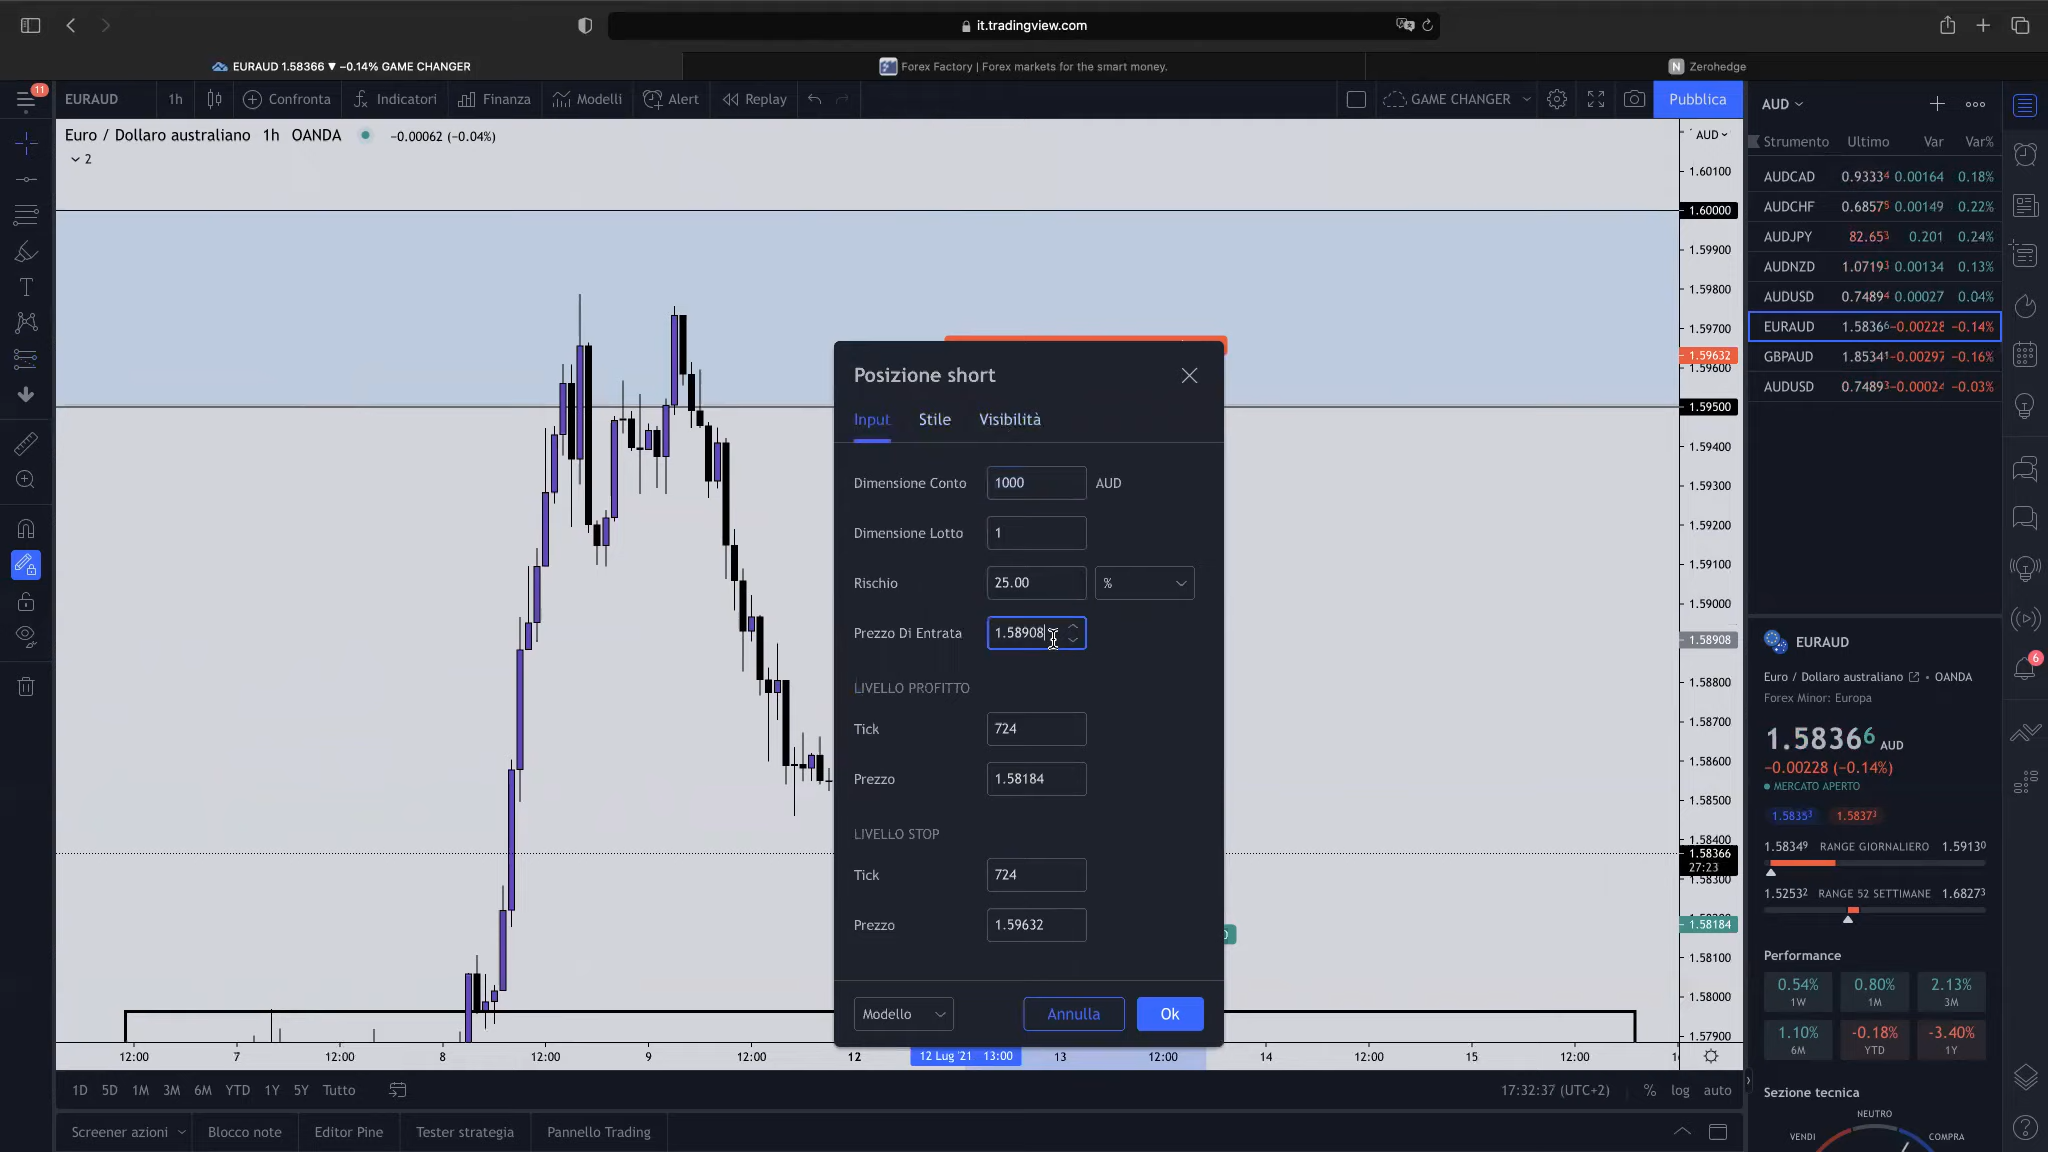 it.tradingview.com
EURAUD 1.58366 ▼ −0.14% GAME CHANGER
Forex Factory | Forex markets for the smart money.
N Zerohedge
11
EURAUD 1h Confronta Indicatori Finanza Modelli Alert Replay GAME CHANGER Pubblica
AUD
Euro / Dollaro australiano 1h OANDA −0.00062 (−0.04%)
2
AUD
1.60100
1.60000
1.59900
1.59800
1.59700
1.59632
1.59600
1.59500
1.59400
1.59300
1.59200
1.59100
1.59000
1.58908
1.58800
1.58700
1.58600
1.58500
1.58400
1.58366
27:23
1.58300
1.58184
1.58100
1.58000
1.57900
Posizione short
Input Stile Visibilità
Dimensione Conto 1000 AUD
Dimensione Lotto 1
Rischio 25.00 %
Prezzo Di Entrata 1.58908
LIVELLO PROFITTO
Tick 724
Prezzo 1.58184
LIVELLO STOP
Tick 724
Prezzo 1.59632
Modello Annulla Ok
12:00 7 12:00 8 12:00 9 12:00 12 12 Lug '21 13:00 13 12:00 14 12:00 15 12:00
1D 5D 1M 3M 6M YTD 1Y 5Y Tutto 17:32:37 (UTC+2) % log auto
Screener azioni Blocco note Editor Pine Tester strategia Pannello Trading
Strumento Ultimo Var Var%
AUDCAD 0.93334 0.00164 0.18%
AUDCHF 0.68575 0.00149 0.22%
AUDJPY 82.653 0.201 0.24%
AUDNZD 1.07193 0.00134 0.13%
AUDUSD 0.74894 0.00027 0.04%
EURAUD 1.58366 −0.00228 −0.14%
GBPAUD 1.85341 −0.00297 −0.16%
AUDUSD 0.74893 −0.00024 −0.03%
EURAUD
Euro / Dollaro australiano • OANDA
Forex Minor: Europa
1.58366 AUD
−0.00228 (−0.14%)
MERCATO APERTO
1.58353 1.58373
1.58349 RANGE GIORNALIERO 1.59130
1.52532 RANGE 52 SETTIMANE 1.68273
Performance
0.54% 0.80% 2.13%
1W 1M 3M
1.10% -0.18% -3.40%
6M YTD 1Y
Sezione tecnica
NEUTRO
VENDI COMPRA
6